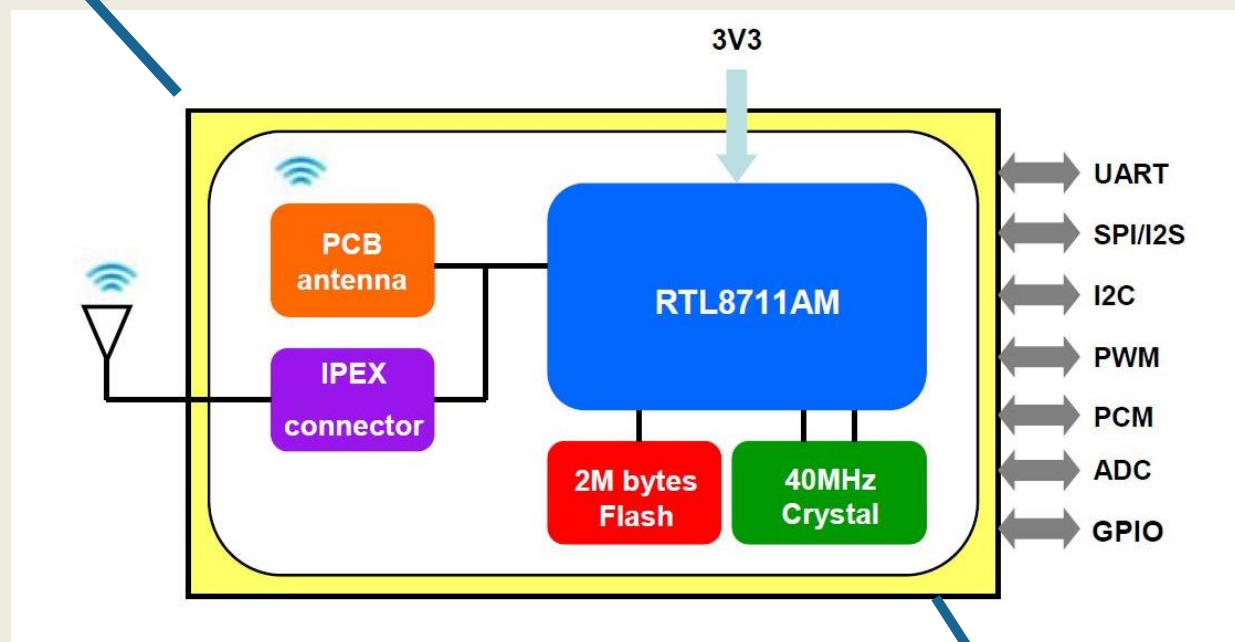 3V3
PCB
antenna
IPEX
connector
RTL8711AM
2M bytes
Flash
40MHz
Crystal
UART
SPI/I2S
I2C
PWM
PCM
ADC
GPIO